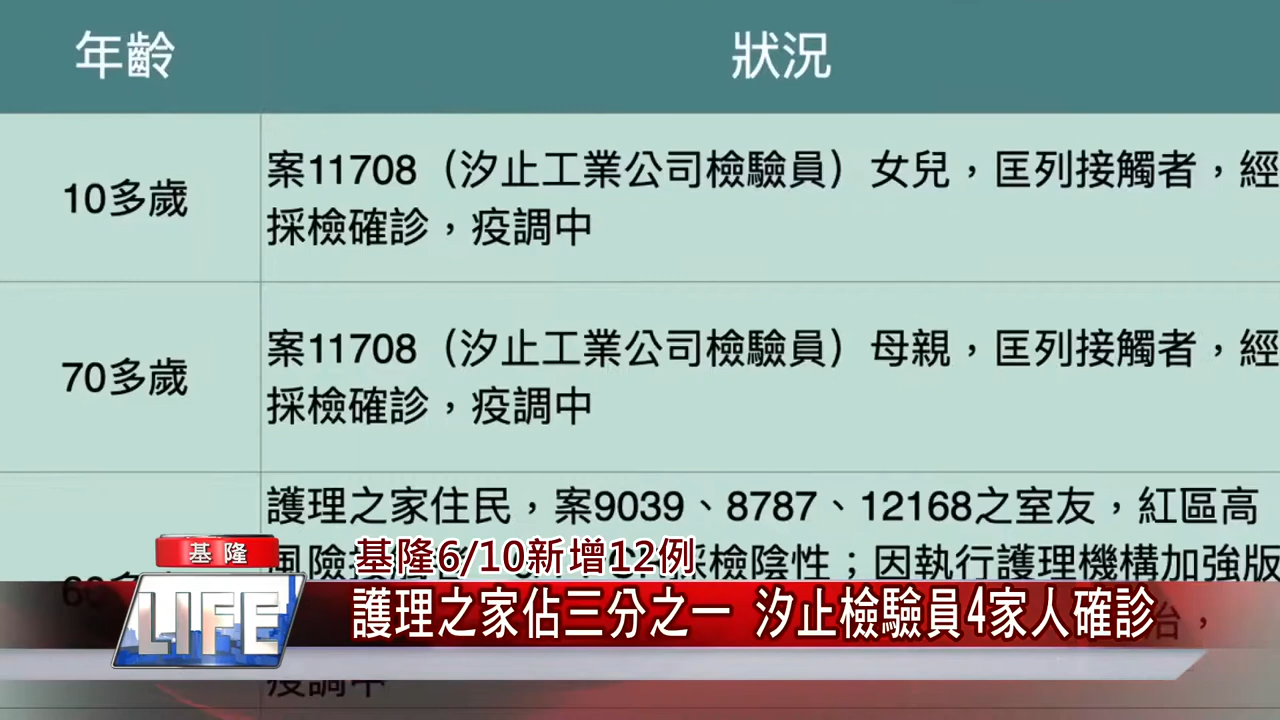 年齡 狀況
10多歲
案11708（汐止工業公司檢驗員）女兒，匡列接觸者，經
採檢確診，疫調中
70多歲
案11708（汐止工業公司檢驗員）母親，匡列接觸者，經
採檢確診，疫調中
護理之家住民，案9039、8787、12168之室友，紅區高
採檢陰性；因執行護理機構加強版
疫調中
基隆
LIFE
基隆6/10新增12例
護理之家佔三分之一 汐止檢驗員4家人確診